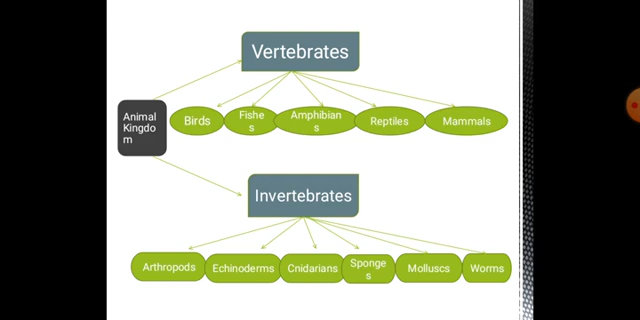 Vertebrates
Animal
Kingdo
m
Birds
Fishe
s
Amphibian
s
Reptiles
Mammals
Invertebrates
Arthropods
Echinoderms
Cnidarians
Sponge
s
Molluscs
Worms